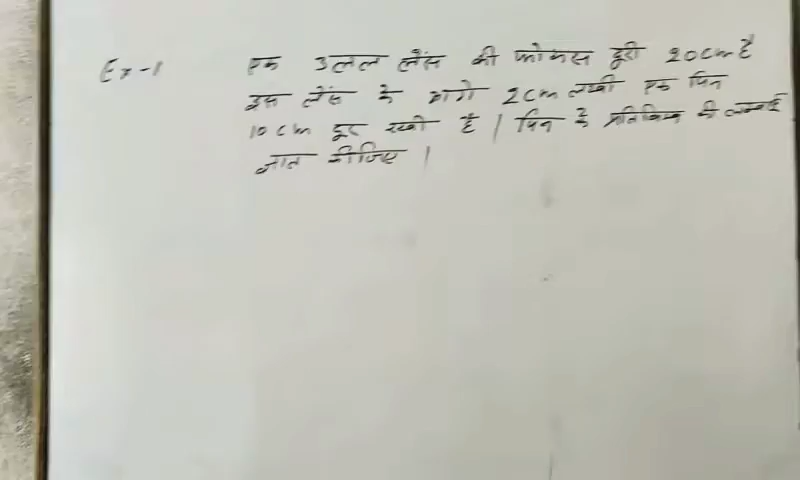 Ex-1 एक उत्तल लेंस की फोकस दूरी 20cm है
इस लेंस के आगे 2cm लम्बी एक पिन
10cm दूर रखी है। पिन के प्रतिबिम्ब की लम्बाई
ज्ञात कीजिए।